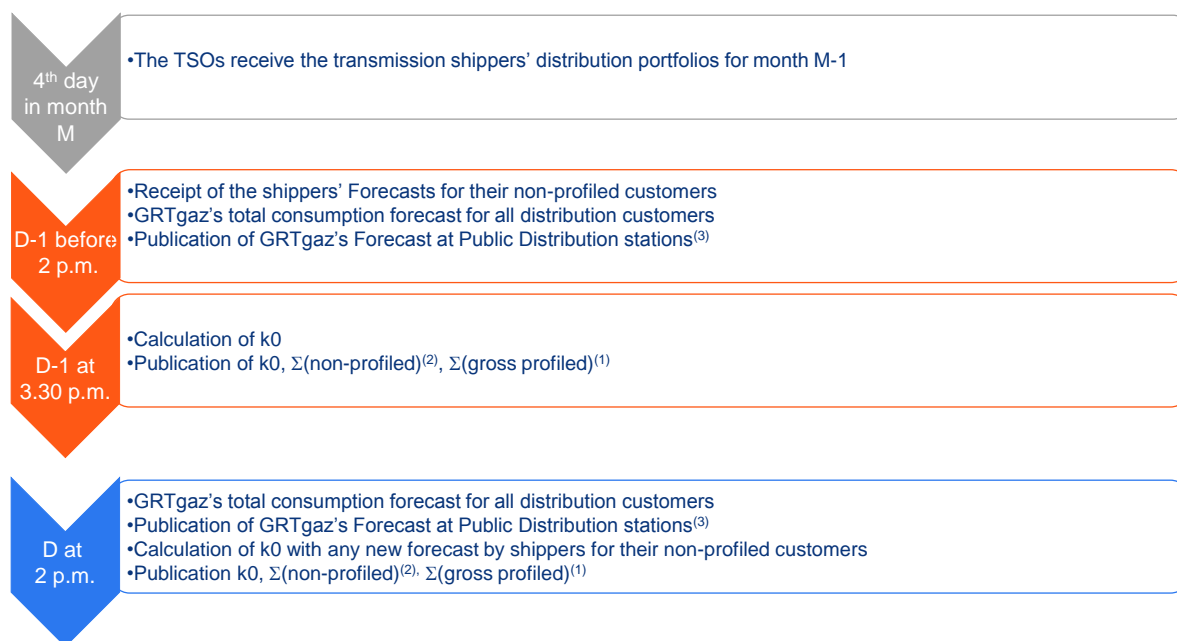 4th day
in month
M
•The TSOs receive the transmission shippers’ distribution portfolios for month M-1
D-1 before
2 p.m.
•Receipt of the shippers’ Forecasts for their non-profiled customers
•GRTgaz’s total consumption forecast for all distribution customers
•Publication of GRTgaz’s Forecast at Public Distribution stations(3)
D-1 at
3.30 p.m.
•Calculation of k0
•Publication of k0, Σ(non-profiled)(2), Σ(gross profiled)(1)
D at
2 p.m.
•GRTgaz’s total consumption forecast for all distribution customers
•Publication of GRTgaz’s Forecast at Public Distribution stations(3)
•Calculation of k0 with any new forecast by shippers for their non-profiled customers
•Publication k0, Σ(non-profiled)(2), Σ(gross profiled)(1)